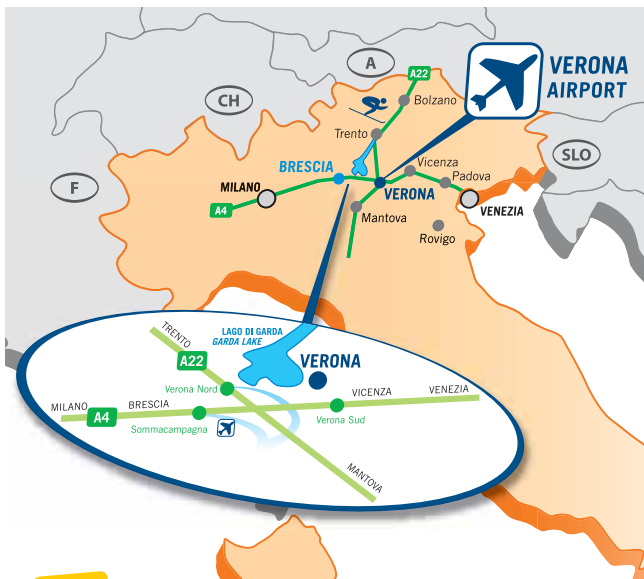 A
A22
VERONA
AIRPORT
Bolzano
CH
Trento
SLO
Vicenza
BRESCIA
Padova
F
MILANO
VERONA
A4
VENEZIA
Mantova
Rovigo
LAGO DI GARDA
GARDA LAKE
TRENTO
A22
VERONA
Verona Nord
VICENZA
VENEZIA
MILANO
BRESCIA
A4
Sommacampagna
Verona Sud
MANTOVA